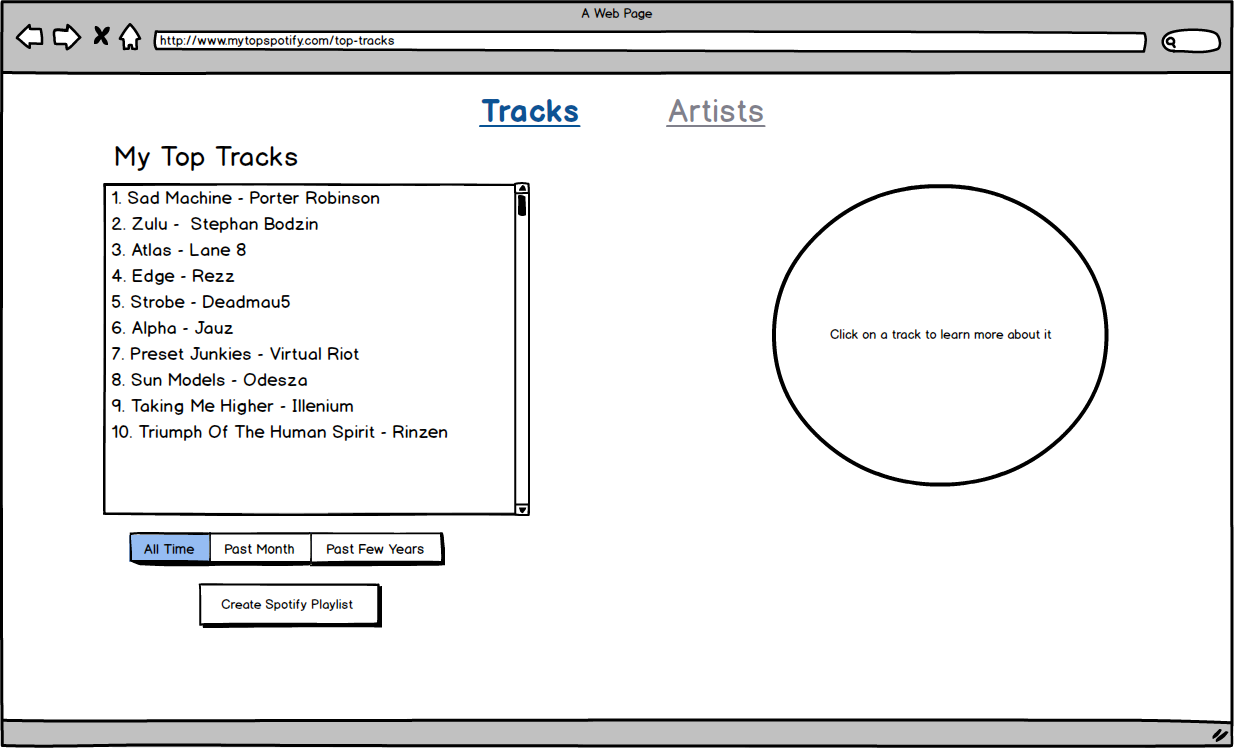 A Web Page
http://www.mytopspotify.com/top-tracks
Tracks
Artists
My Top Tracks
1. Sad Machine - Porter Robinson
2. Zulu -  Stephan Bodzin
3. Atlas - Lane 8
4. Edge - Rezz
5. Strobe - Deadmau5
6. Alpha - Jauz
7. Preset Junkies - Virtual Riot
8. Sun Models - Odesza
9. Taking Me Higher - Illenium
10. Triumph Of The Human Spirit - Rinzen
Click on a track to learn more about it
All Time
Past Month
Past Few Years
Create Spotify Playlist